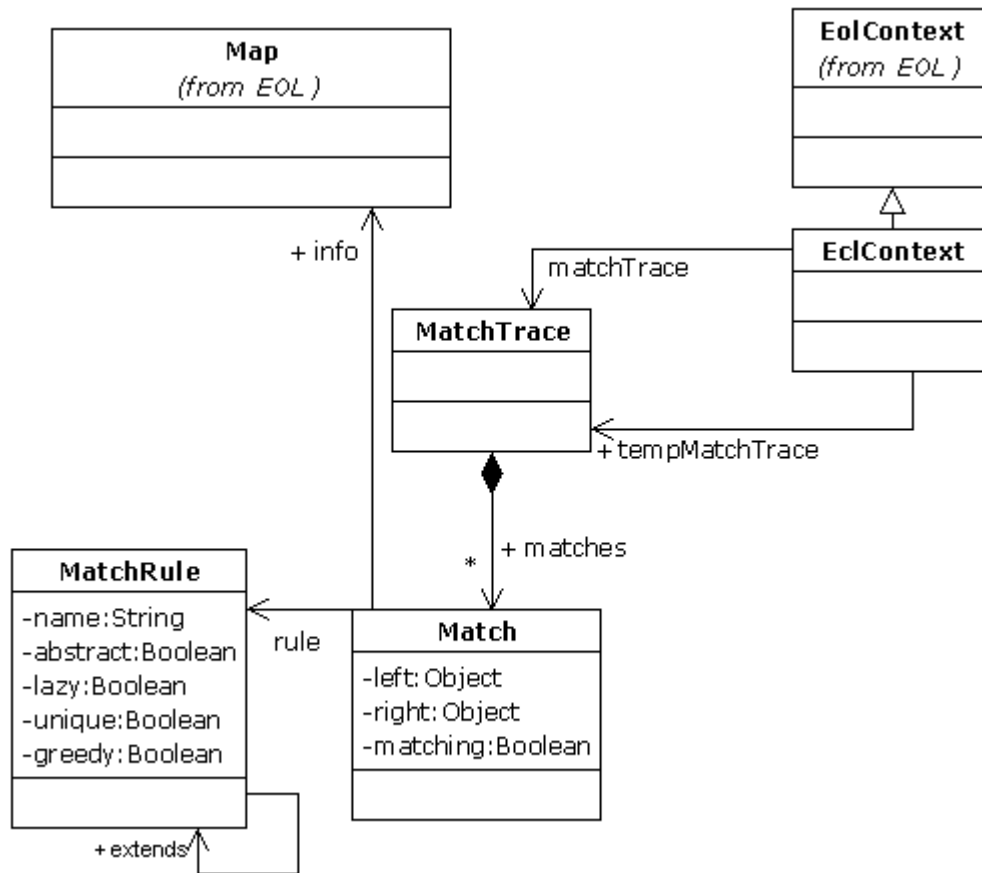 EolContext
(from EOL)
Map
(from EOL)
+ info
EclContext
matchTrace
MatchTrace
+ tempMatchTrace
+ matches
*
MatchRule
-name:String
-abstract:Boolean
-lazy:Boolean
-unique:Boolean
-greedy:Boolean
rule
Match
-left:Object
-right:Object
-matching:Boolean
+ extends